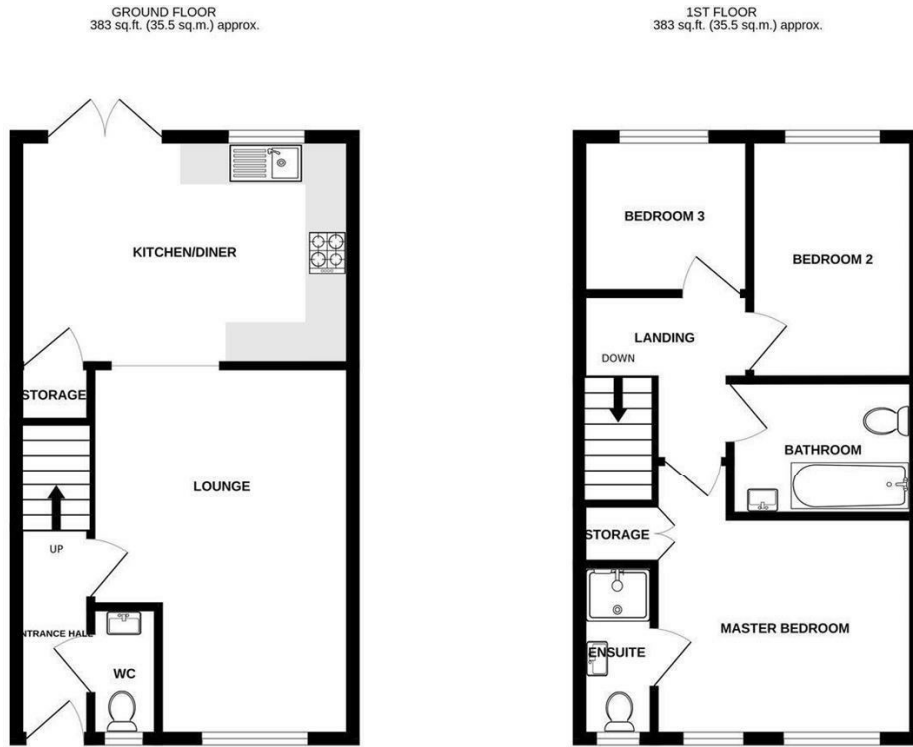 GROUND FLOOR
383 sq.ft. (35.5 sq.m.) approx.
KITCHEN/DINER
STORAGE
LOUNGE
UP
NTRANCE HALL
WC
1ST FLOOR
383 sq.ft. (35.5 sq.m.) approx.
BEDROOM 3
BEDROOM 2
LANDING
DOWN
BATHROOM
STORAGE
MASTER BEDROOM
ENSUITE